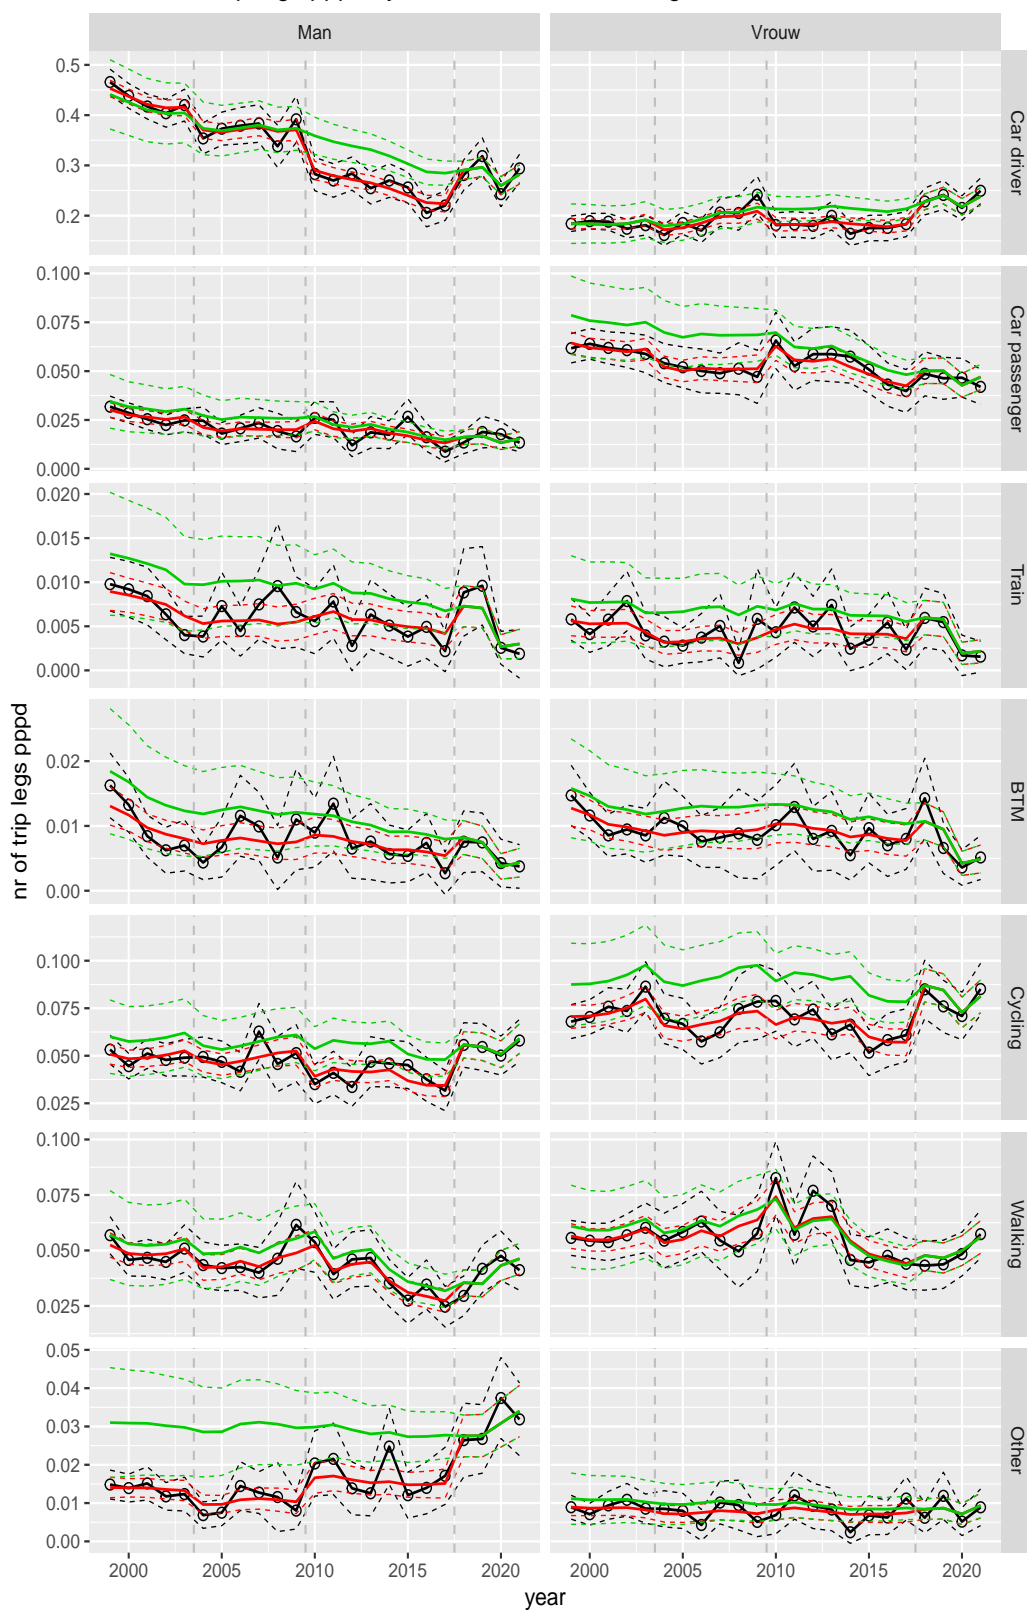 Man Vrouw
0.5
0.4
0.3
0.2
Car driver
0.100
0.075
0.050
0.025
0.000
Car passenger
0.020
0.015
0.010
0.005
0.000
Train
0.02
0.01
0.00
BTM
nr of trip legs pppd
0.100
0.075
0.050
0.025
Cycling
0.100
0.075
0.050
0.025
Walking
0.05
0.04
0.03
0.02
0.01
0.00
Other
2000 2005 2010 2015 2020 2000 2005 2010 2015 2020
year